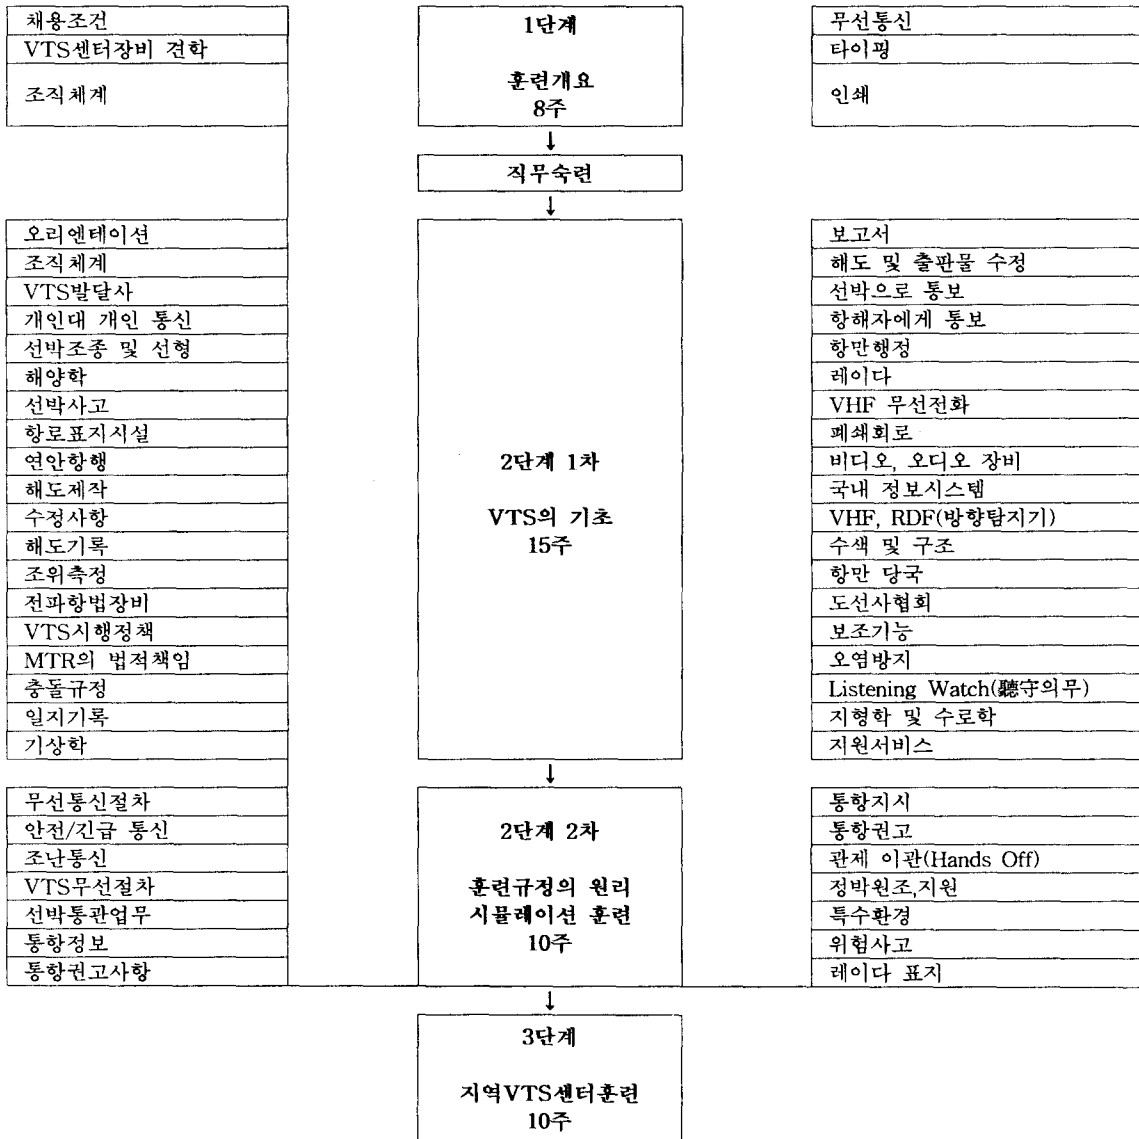 채용조건
VTS센터장비 견학
조직체계
1단계
훈련개요
8주
무선통신
타이핑
인쇄
↓
직무숙련
↓
오리엔테이션
조직체계
VTS발달사
개인대 개인 통신
선박조종 및 선형
해양학
선박사고
항로표지시설
연안항행
해도제작
수정사항
해도기록
조위측정
전파항법장비
VTS시행정책
MTR의 법적책임
충돌규정
일지기록
기상학
2단계 1차
VTS의 기초
15주
보고서
해도 및 출판물 수정
선박으로 통보
항해자에게 통보
항만행정
레이다
VHF 무선전화
폐쇄회로
비디오, 오디오 장비
국내 정보시스템
VHF, RDF(방향탐지기)
수색 및 구조
항만 당국
도선사협회
보조기능
오염방지
Listening Watch(聽守의무)
지형학 및 수로학
지원서비스
↓
무선통신절차
안전/긴급 통신
조난통신
VTS무선절차
선박통관업무
통항정보
통항권고사항
2단계 2차
훈련규정의 원리
시뮬레이션 훈련
10주
통항지시
통항권고
관제 이관(Hands Off)
정박원조,지원
특수환경
위험사고
레이다 표지
↓
3단계
지역VTS센터훈련
10주